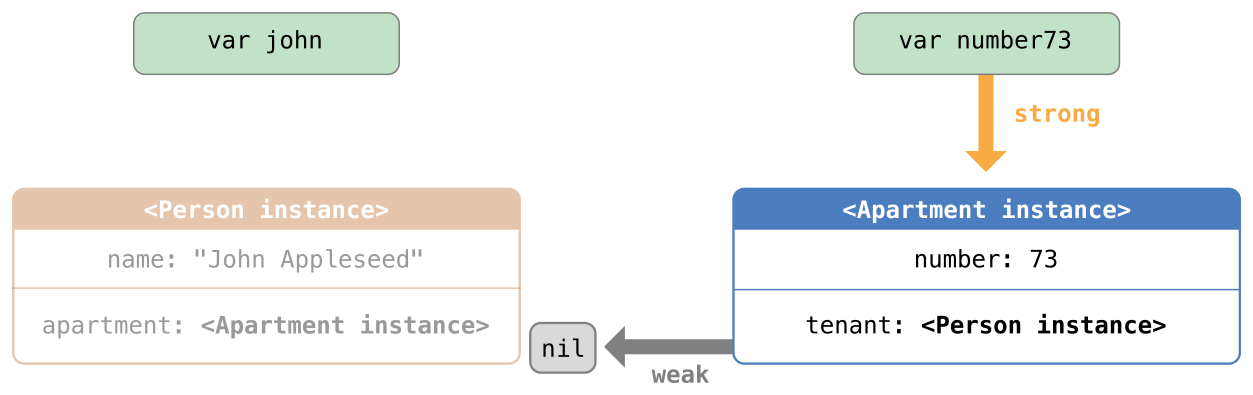 var john
var number73
strong
<Person instance>
<Apartment instance>
name: "John Appleseed"
number: 73
apartment: <Apartment instance>
tenant: <Person instance>
nil
weak